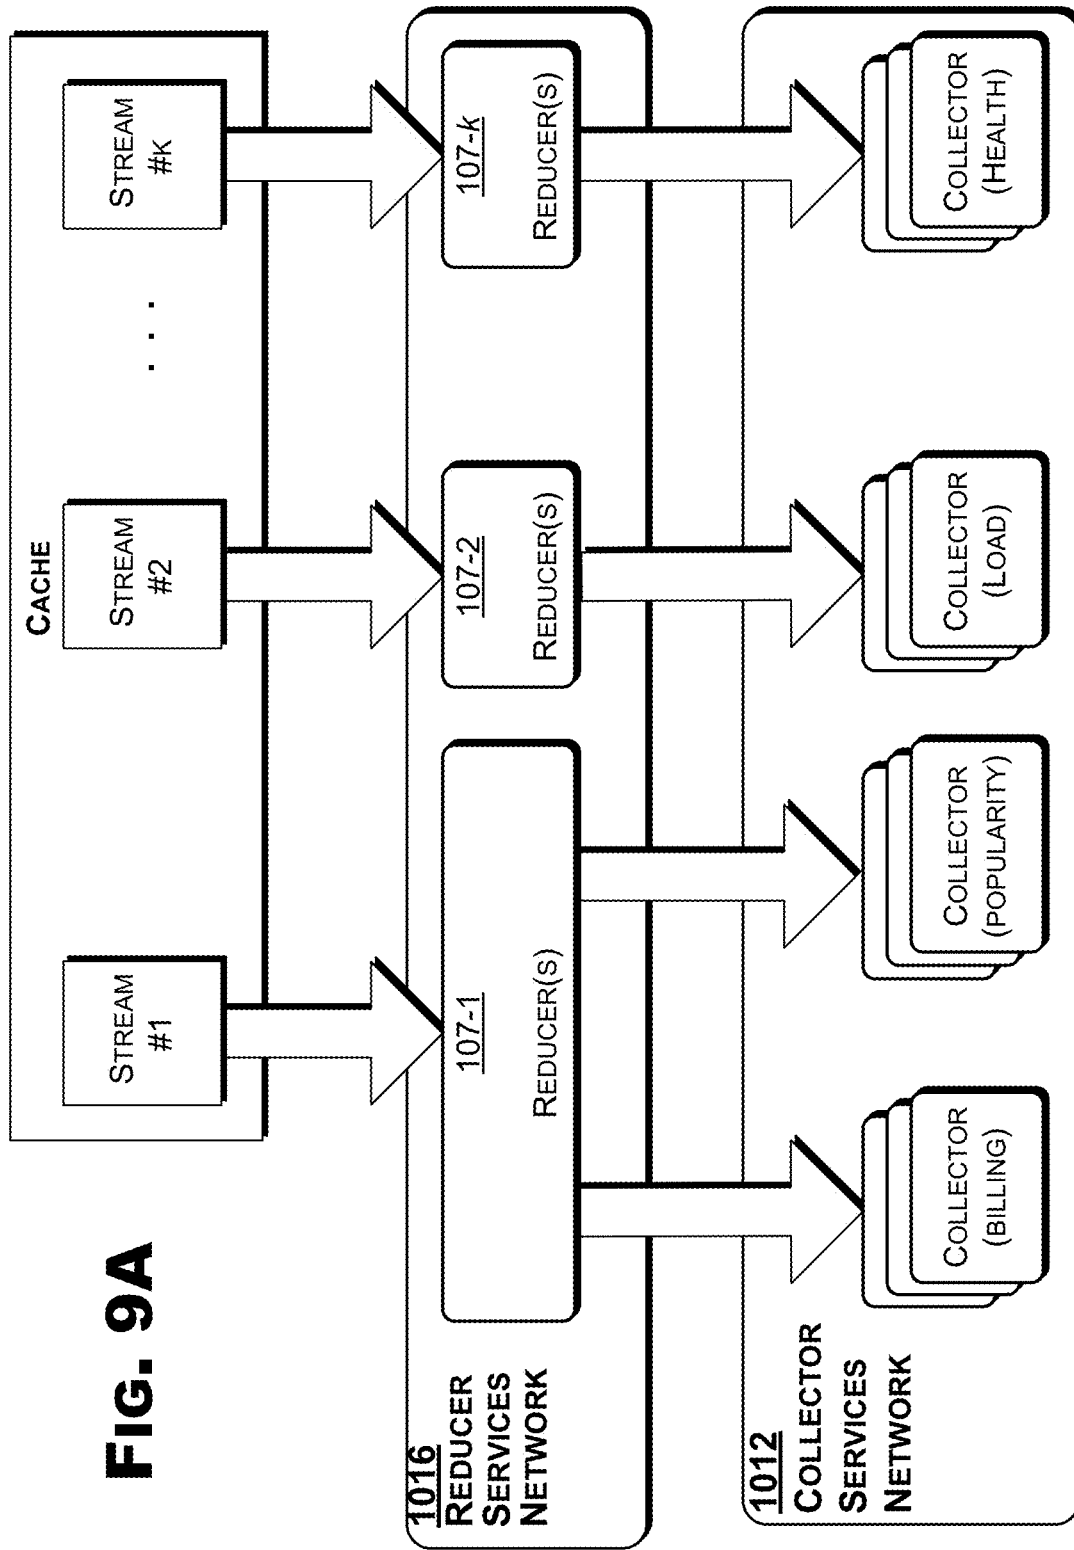 FIG. 9A
CACHE
STREAM
#1
STREAM
#2
. . .
STREAM
#K
1016
REDUCER
SERVICES
NETWORK
107-1
REDUCER(S)
107-2
REDUCER(S)
107-k
REDUCER(S)
1012
COLLECTOR
SERVICES
NETWORK
COLLECTOR
(BILLING)
COLLECTOR
(POPULARITY)
COLLECTOR
(LOAD)
COLLECTOR
(HEALTH)